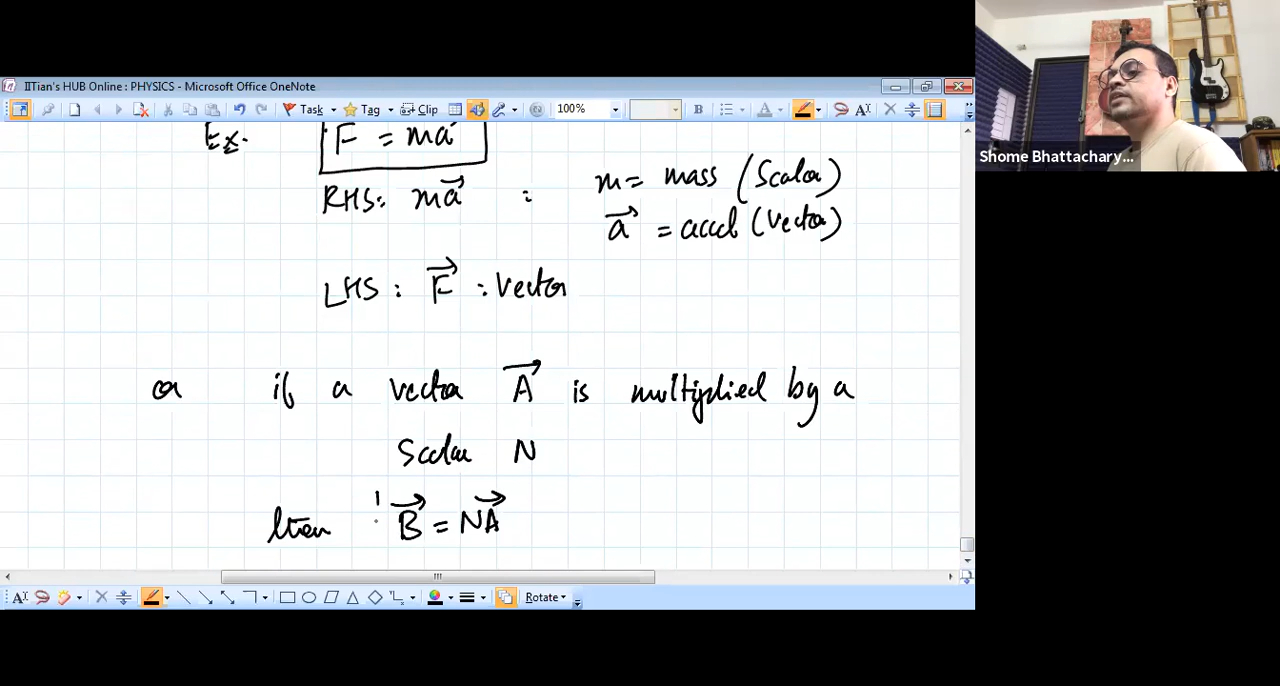 IITian's HUB Online : PHYSICS - Microsoft Office OneNote
Task Tag Clip 100% B
Shome Bhattachary...
Ex. F = ma
RHS: ma⃗ : m = mass (Scalar)
a⃗ = accl (Vector)
LHS : F⃗ : Vector
or if a vector A⃗ is multiplied by a
Scalar N
then B⃗ = NA⃗
Rotate